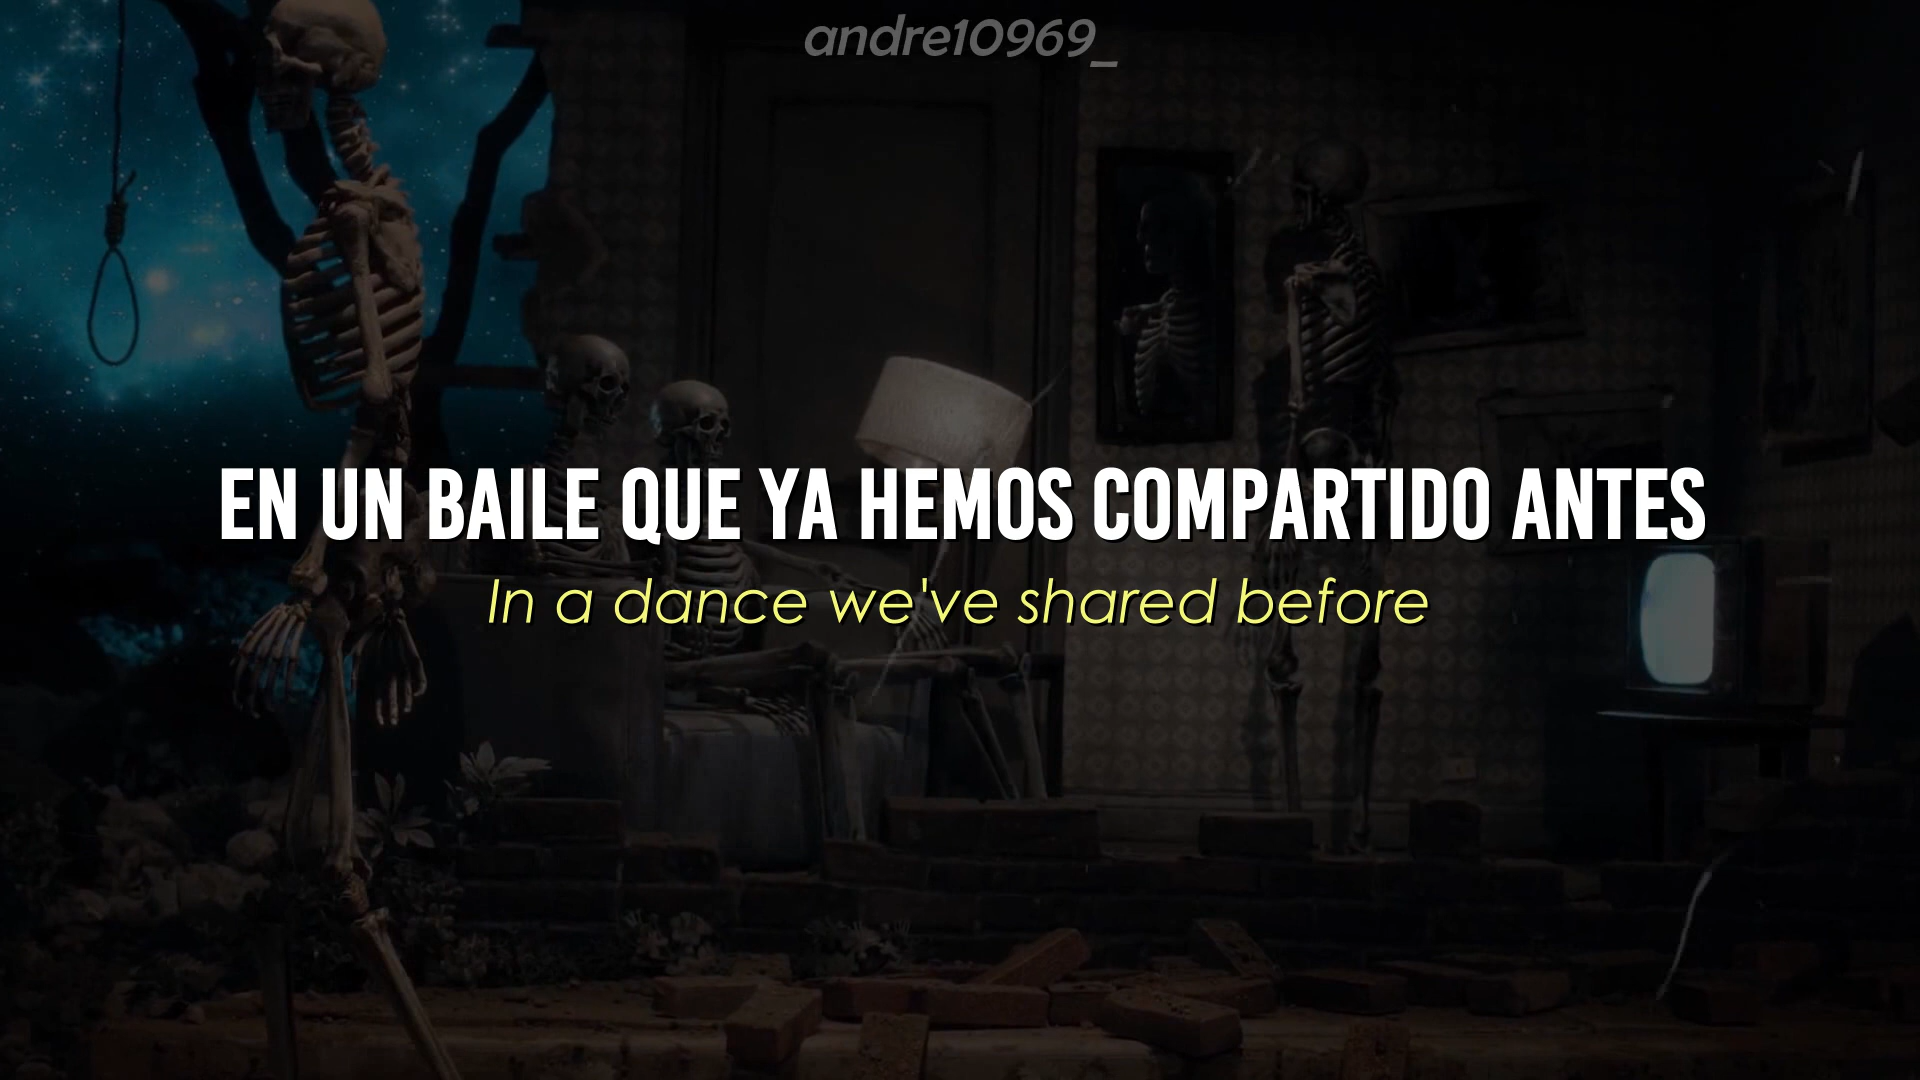 andre10969_
EN UN BAILE QUE YA HEMOS COMPARTIDO ANTES
In a dance we've shared before